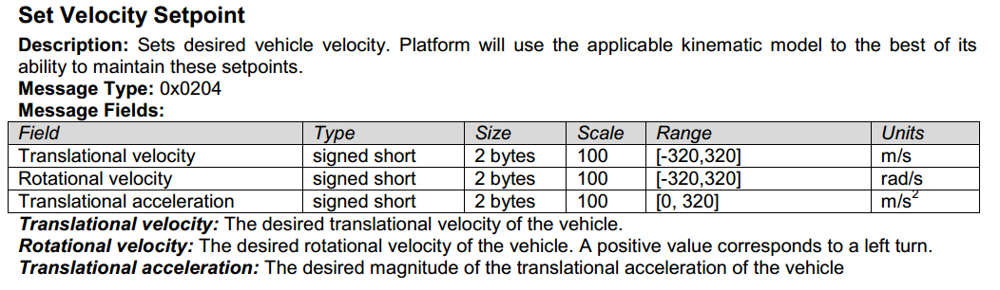 Set Velocity Setpoint
Description: Sets desired vehicle velocity. Platform will use the applicable kinematic model to the best of its
ability to maintain these setpoints.
Message Type: 0x0204
Message Fields:
Field Type Size Scale Range Units
Translational velocity signed short 2 bytes 100 [-320,320] m/s
Rotational velocity signed short 2 bytes 100 [-320,320] rad/s
Translational acceleration signed short 2 bytes 100 [0, 320] m/s²
Translational velocity: The desired translational velocity of the vehicle.
Rotational velocity: The desired rotational velocity of the vehicle. A positive value corresponds to a left turn.
Translational acceleration: The desired magnitude of the translational acceleration of the vehicle